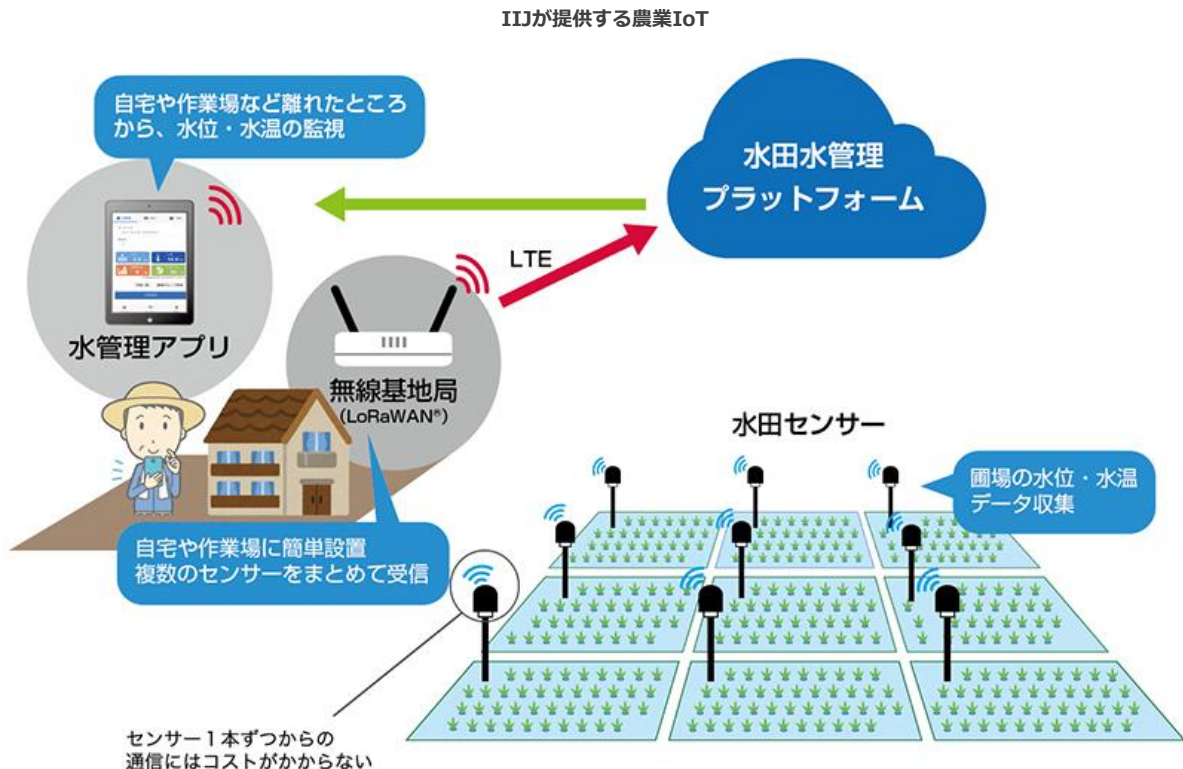 IIJが提供する農業IoT
自宅や作業場など離れたところ
から、水位・水温の監視
水田水管理
プラットフォーム
LTE
水管理アプリ
無線基地局
(LoRaWAN®)
水田センサー
圃場の水位・水温
データ収集
自宅や作業場に簡単設置
複数のセンサーをまとめて受信
センサー1本ずつからの
通信にはコストがかからない